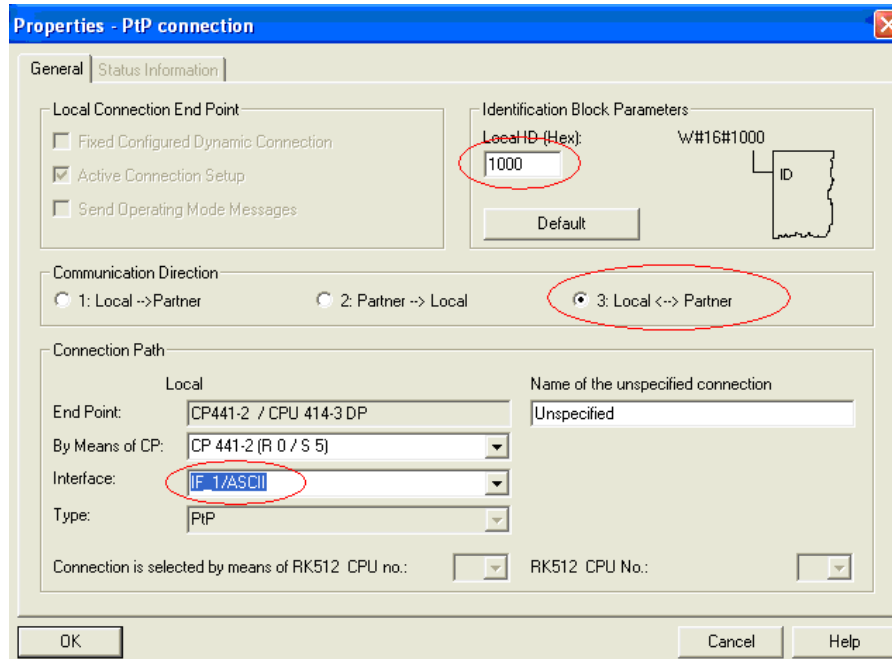 Properties - PtP connection
General Status Information
Local Connection End Point
Fixed Configured Dynamic Connection
Active Connection Setup
Send Operating Mode Messages
Identification Block Parameters
Local ID (Hex): W#16#1000
1000
ID
Default
Communication Direction
1: Local -->Partner 2: Partner --> Local 3: Local <--> Partner
Connection Path
Local Name of the unspecified connection
End Point: CP441-2 / CPU 414-3 DP Unspecified
By Means of CP: CP 441-2 (R 0 / S 5)
Interface: IF_1/ASCII
Type: PtP
Connection is selected by means of RK512 CPU no.: RK512 CPU No.:
OK Cancel Help